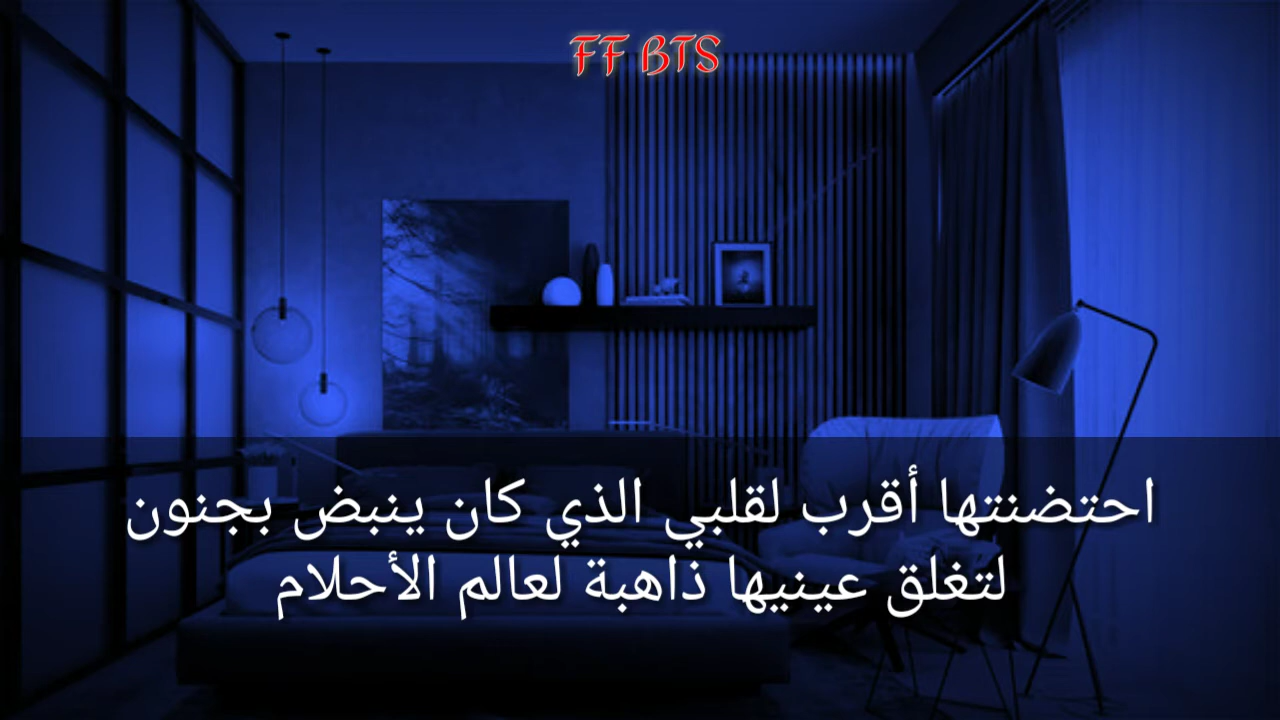 FF BTS
احتضنتها أقرب لقلبي الذي كان ينبض بجنون
لتغلق عينيها ذاهبة لعالم الأحلام